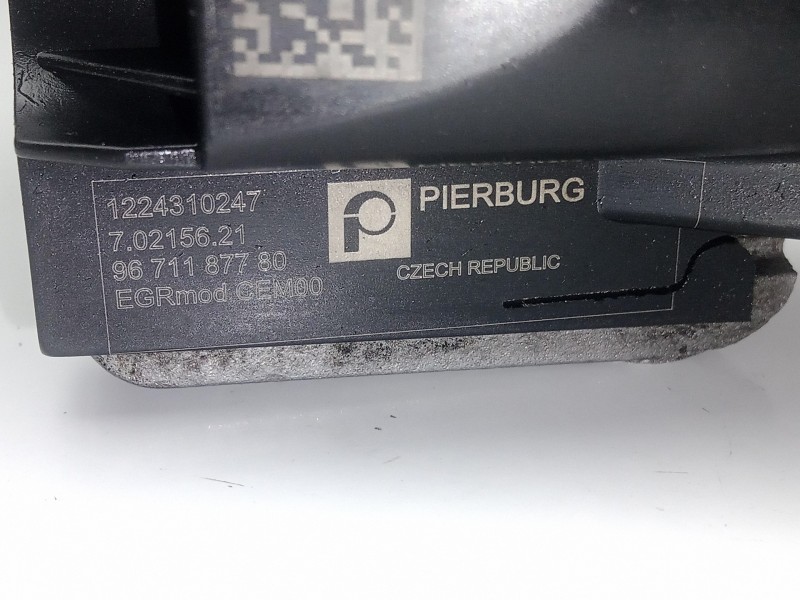 1224310247
7.02156.21
96 711 877 80
EGRmod CEM00
PIERBURG
CZECH REPUBLIC